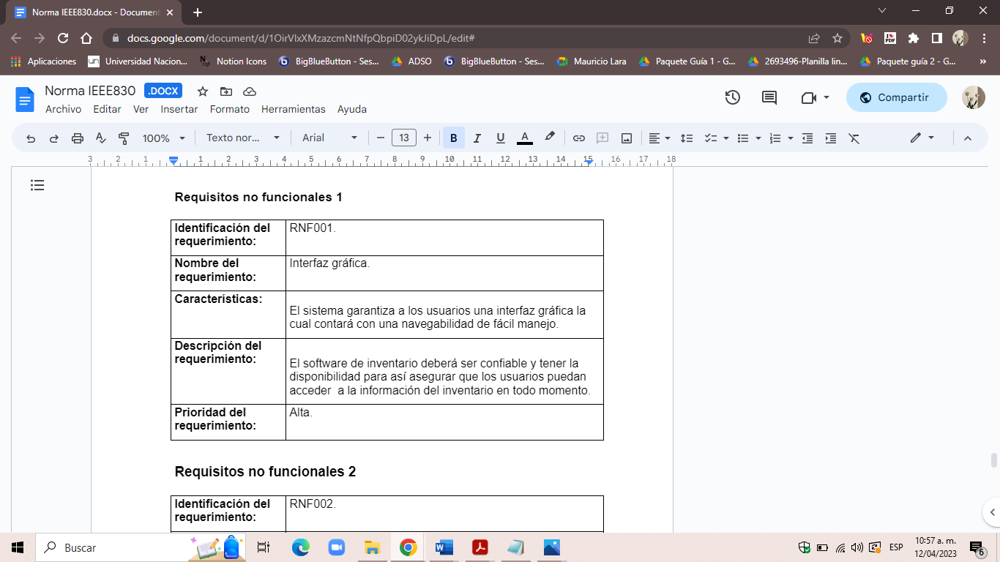 Norma IEEE830.docx - Document
docs.google.com/document/d/1OirVlxXMzazcmNtNfpQbpiD02ykJiDpL/edit#
Aplicaciones
Universidad Nacion...
Notion Icons
BigBlueButton - Ses...
ADSO
BigBlueButton - Ses...
Mauricio Lara
Paquete Guía 1 - G...
2693496-Planilla lin...
Paquete guía 2 - G...
Norma IEEE830 .DOCX
Archivo Editar Ver Insertar Formato Herramientas Ayuda
Compartir
100% Texto nor... Arial 13 B I U A
3 2 1 1 2 3 4 5 6 7 8 9 10 11 12 13 14 15 16 17 18
Requisitos no funcionales 1
Identificación del
requerimiento:
RNF001.
Nombre del
requerimiento:
Interfaz gráfica.
Características:
El sistema garantiza a los usuarios una interfaz gráfica la
cual contará con una navegabilidad de fácil manejo.
Descripción del
requerimiento:
El software de inventario deberá ser confiable y tener la
disponibilidad para así asegurar que los usuarios puedan
acceder  a la información del inventario en todo momento.
Prioridad del
requerimiento:
Alta.
Requisitos no funcionales 2
Identificación del
requerimiento:
RNF002.
Buscar
ESP
10:57 a. m.
12/04/2023
6